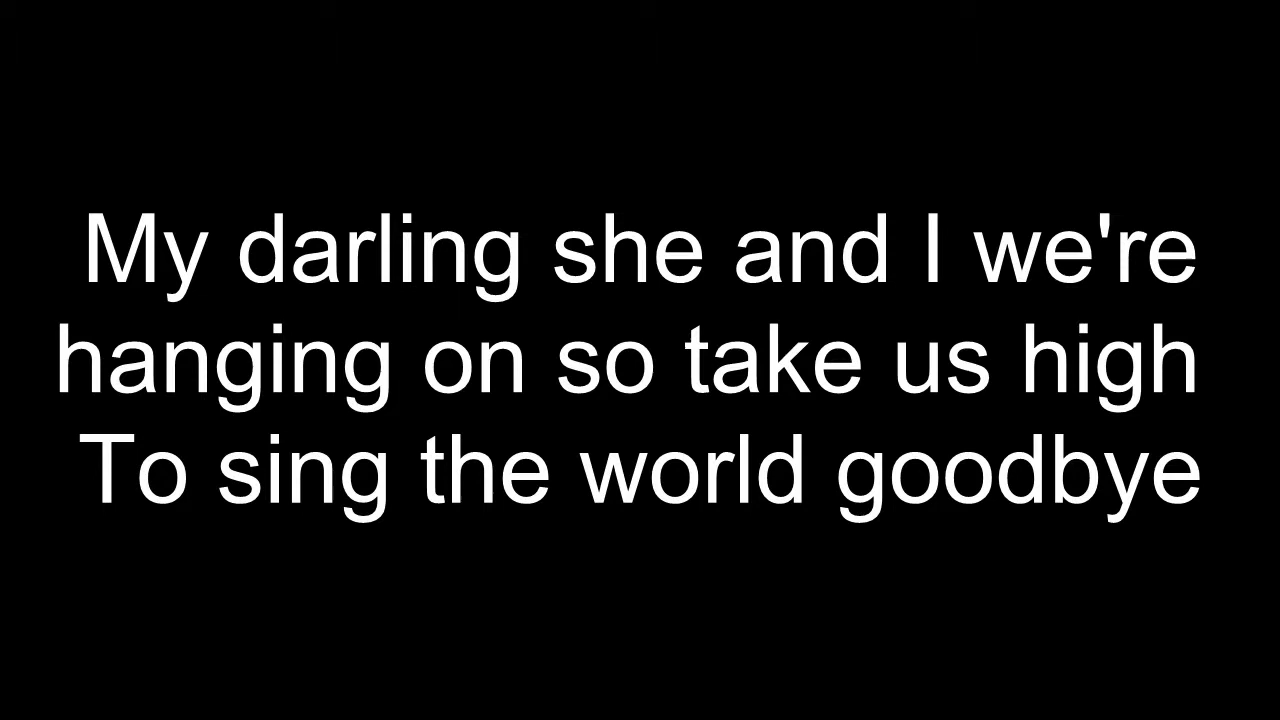 My darling she and I we're
hanging on so take us high
To sing the world goodbye